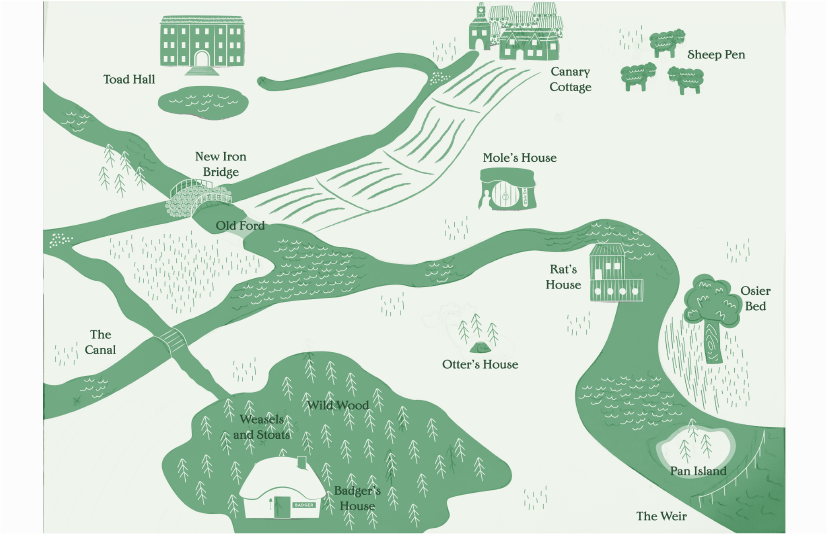 Toad Hall
Canary
Cottage
Sheep Pen
New Iron
Bridge
Mole's House
Old Ford
Rat's
House
Osier
Bed
The
Canal
Otter's House
Wild Wood
Weasels
and Stoats
Badger's
House
BADGER
Pan Island
The Weir